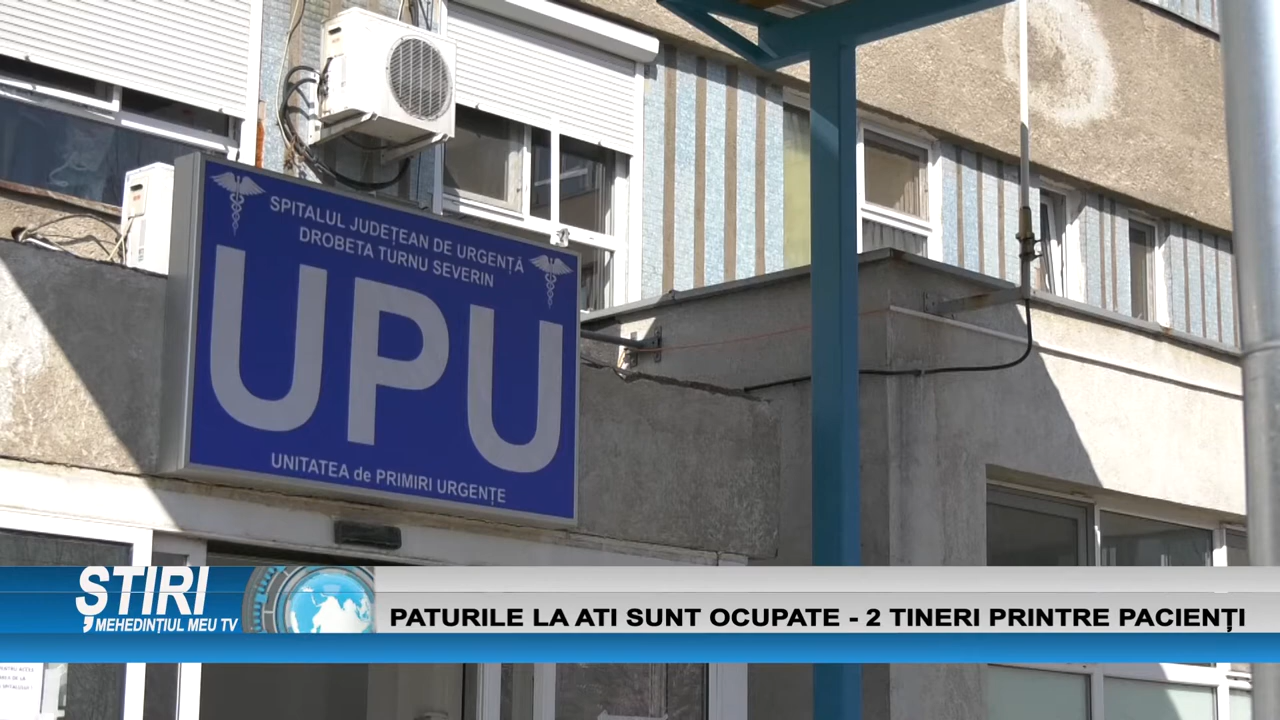 SPITALUL JUDEȚEAN DE URGENȚĂ
DROBETA TURNU SEVERIN
UPU
UNITATEA de PRIMIRI URGENȚE
ȘTIRI
MEHEDINȚIUL MEU TV
PATURILE LA ATI SUNT OCUPATE - 2 TINERI PRINTRE PACIENȚI